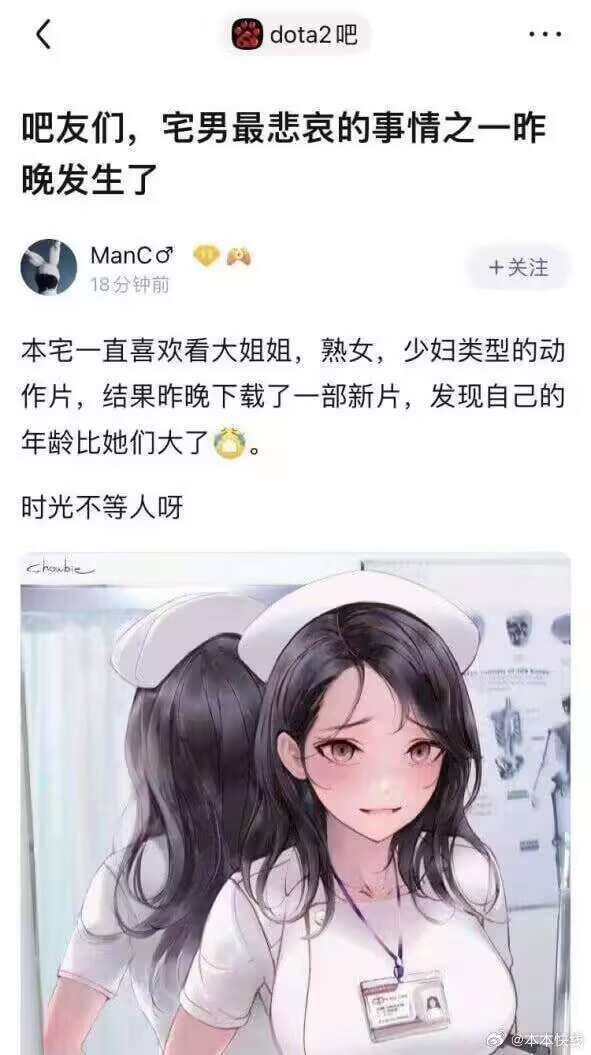 dota2吧
吧友们，宅男最悲哀的事情之一昨
晚发生了
ManC♂
18分钟前
+关注
本宅一直喜欢看大姐姐，熟女，少妇类型的动
作片，结果昨晚下载了一部新片，发现自己的
年龄比她们大了😭。
时光不等人呀
Chowbie
@本本快线